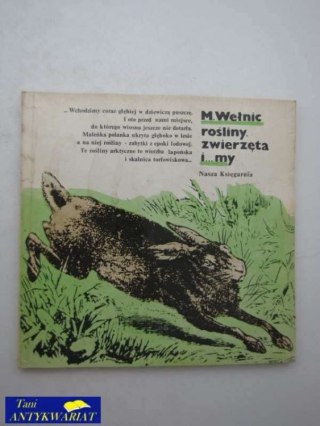 ... Wchodzimy coraz głębiej w dziewiczą puszczę.
I oto przed nami miejsce,
do którego wiosna jeszcze nie dotarła.
Maleńka polanka ukryta głęboko w lesie
a na niej rośliny - zabytki z epoki lodowej.
Te rośliny arktyczne to wierzba lapońska
i skalnica torfowiskowa...
M. Wełnic
rośliny,
zwierzęta
i...my
Nasza Księgarnia
Tani
ANTYKWARIAT